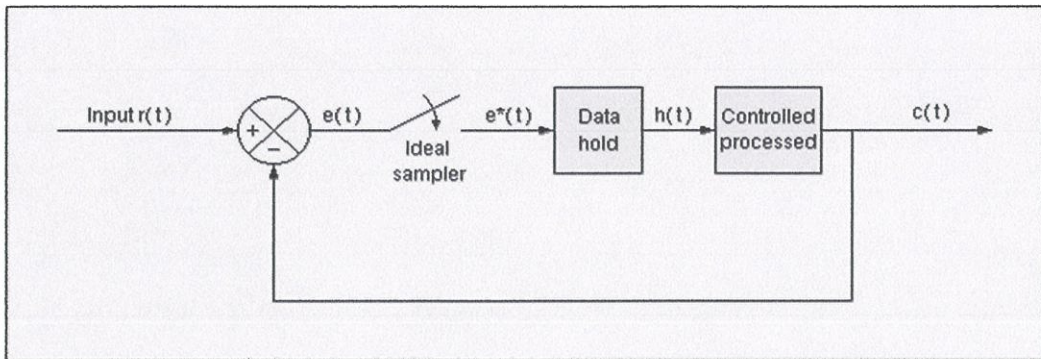 Input r(t)
+
−
e(t)
Ideal
sampler
e*(t)
Data
hold
h(t)
Controlled
processed
c(t)